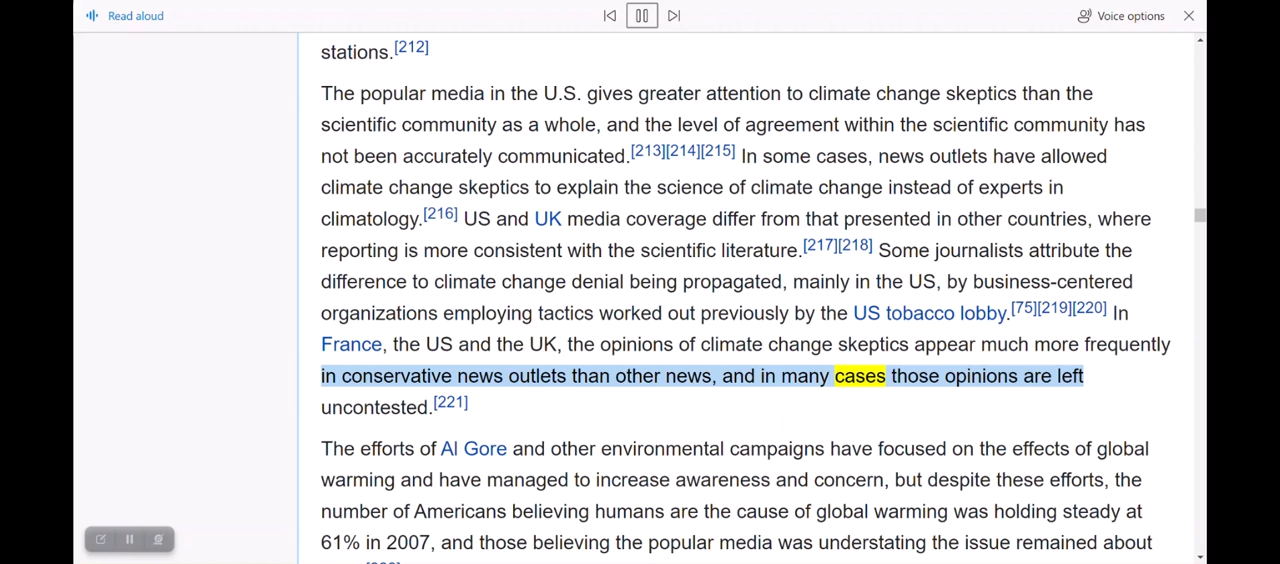 Read aloud
Voice options
stations.[212]
The popular media in the U.S. gives greater attention to climate change skeptics than the
scientific community as a whole, and the level of agreement within the scientific community has
not been accurately communicated.[213][214][215] In some cases, news outlets have allowed
climate change skeptics to explain the science of climate change instead of experts in
climatology.[216] US and UK media coverage differ from that presented in other countries, where
reporting is more consistent with the scientific literature.[217][218] Some journalists attribute the
difference to climate change denial being propagated, mainly in the US, by business-centered
organizations employing tactics worked out previously by the US tobacco lobby.[75][219][220] In
France, the US and the UK, the opinions of climate change skeptics appear much more frequently
in conservative news outlets than other news, and in many cases those opinions are left
uncontested.[221]
The efforts of Al Gore and other environmental campaigns have focused on the effects of global
warming and have managed to increase awareness and concern, but despite these efforts, the
number of Americans believing humans are the cause of global warming was holding steady at
61% in 2007, and those believing the popular media was understating the issue remained about